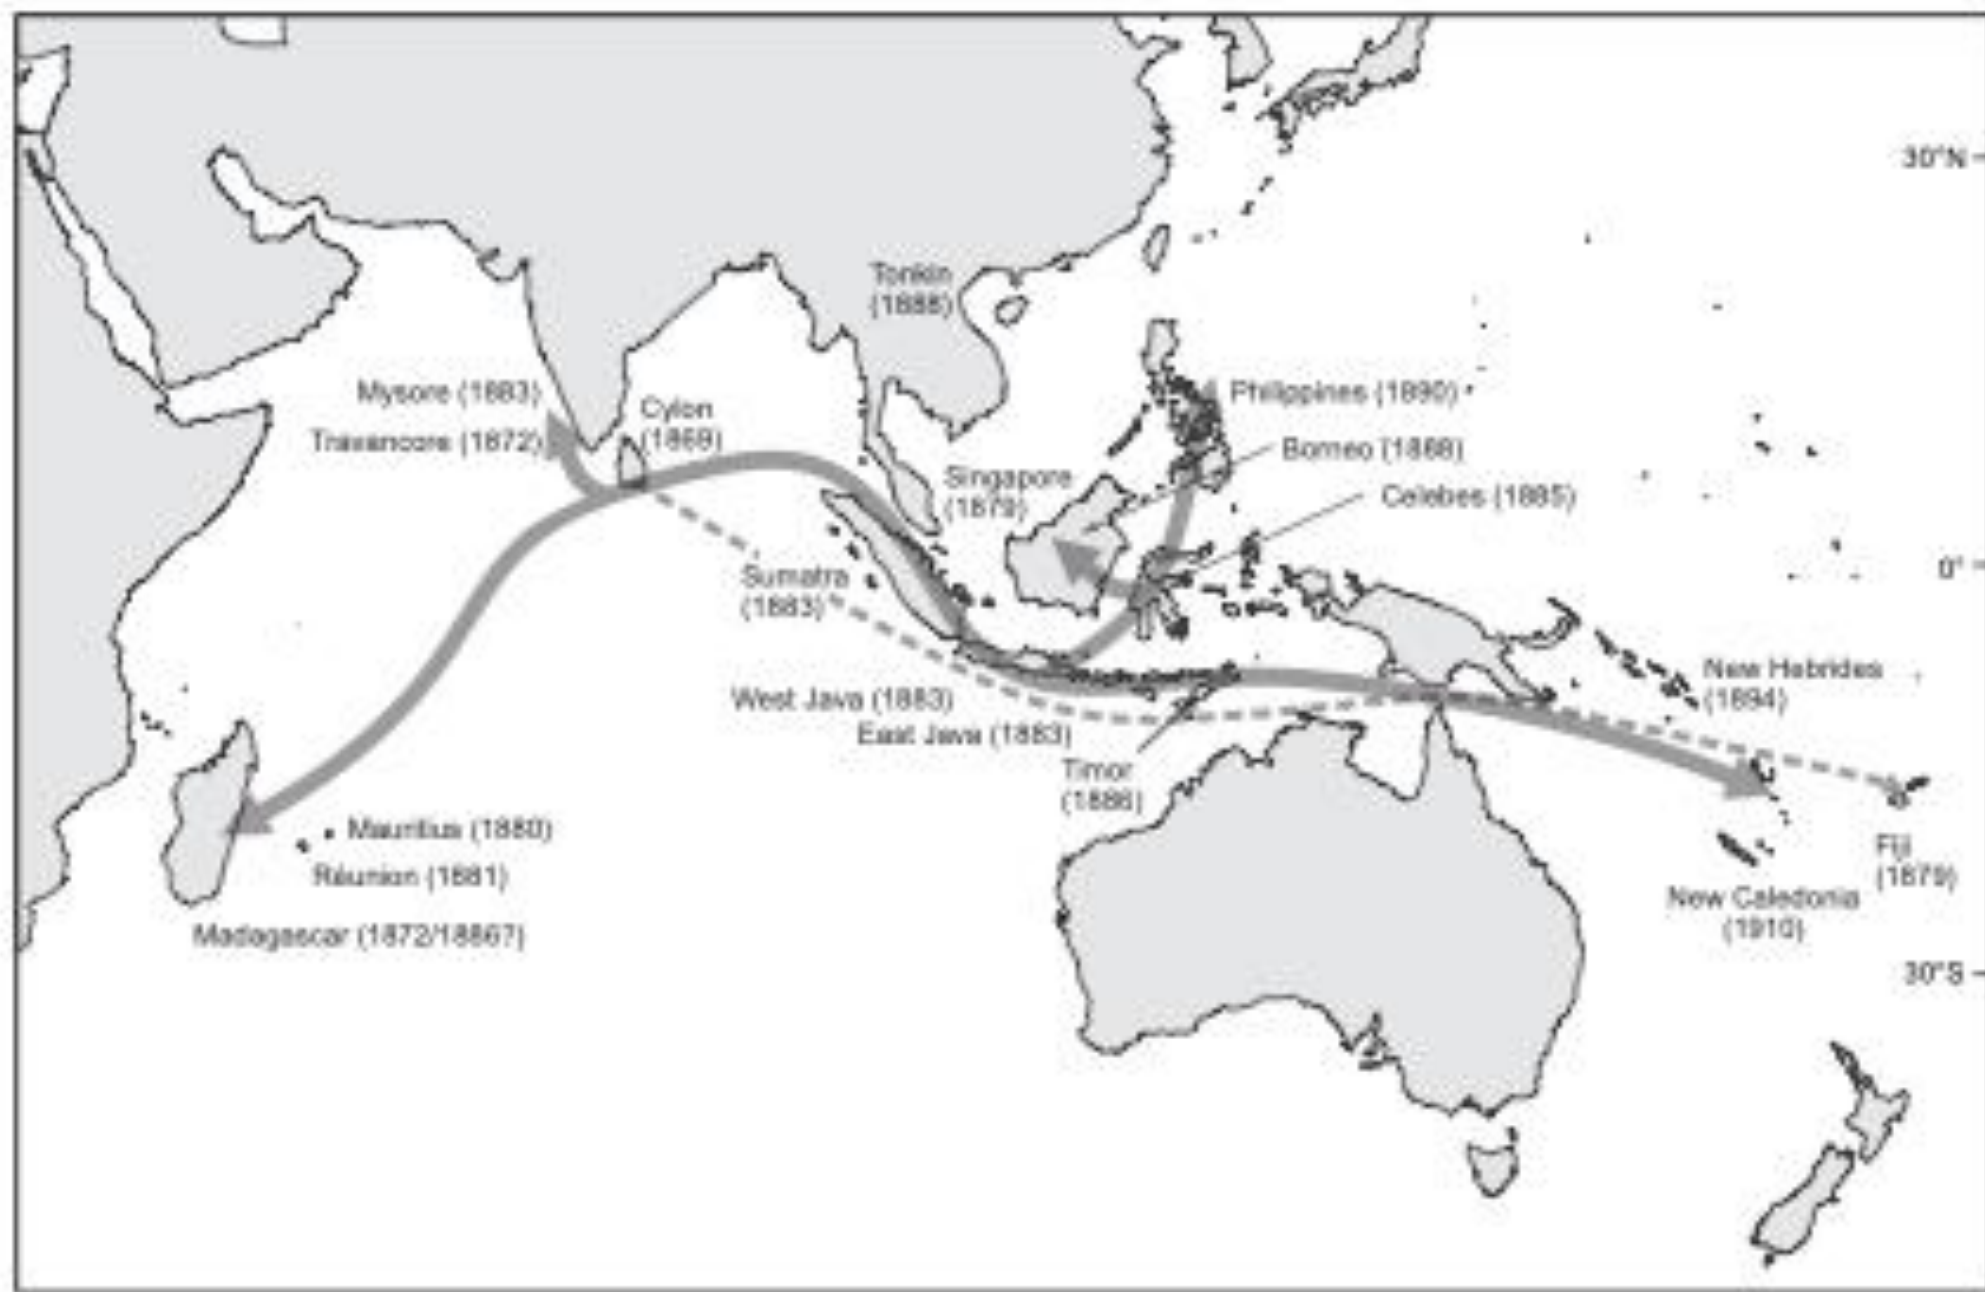 30°N
Tonkin
(1888)
Mysore (1883)
Cylon
(1869)
Philippines (1890)
Travancore (1872)
Borneo (1888)
Singapore
(1879)
Celebes (1885)
0°
Sumatra
(1883)
New Hebrides
(1894)
West Java (1883)
East Java (1883)
Timor
(1886)
Mauritius (1880)
Réunion (1881)
Fiji
(1879)
New Caledonia
(1910)
Madagascar (1872/1886?)
30°S